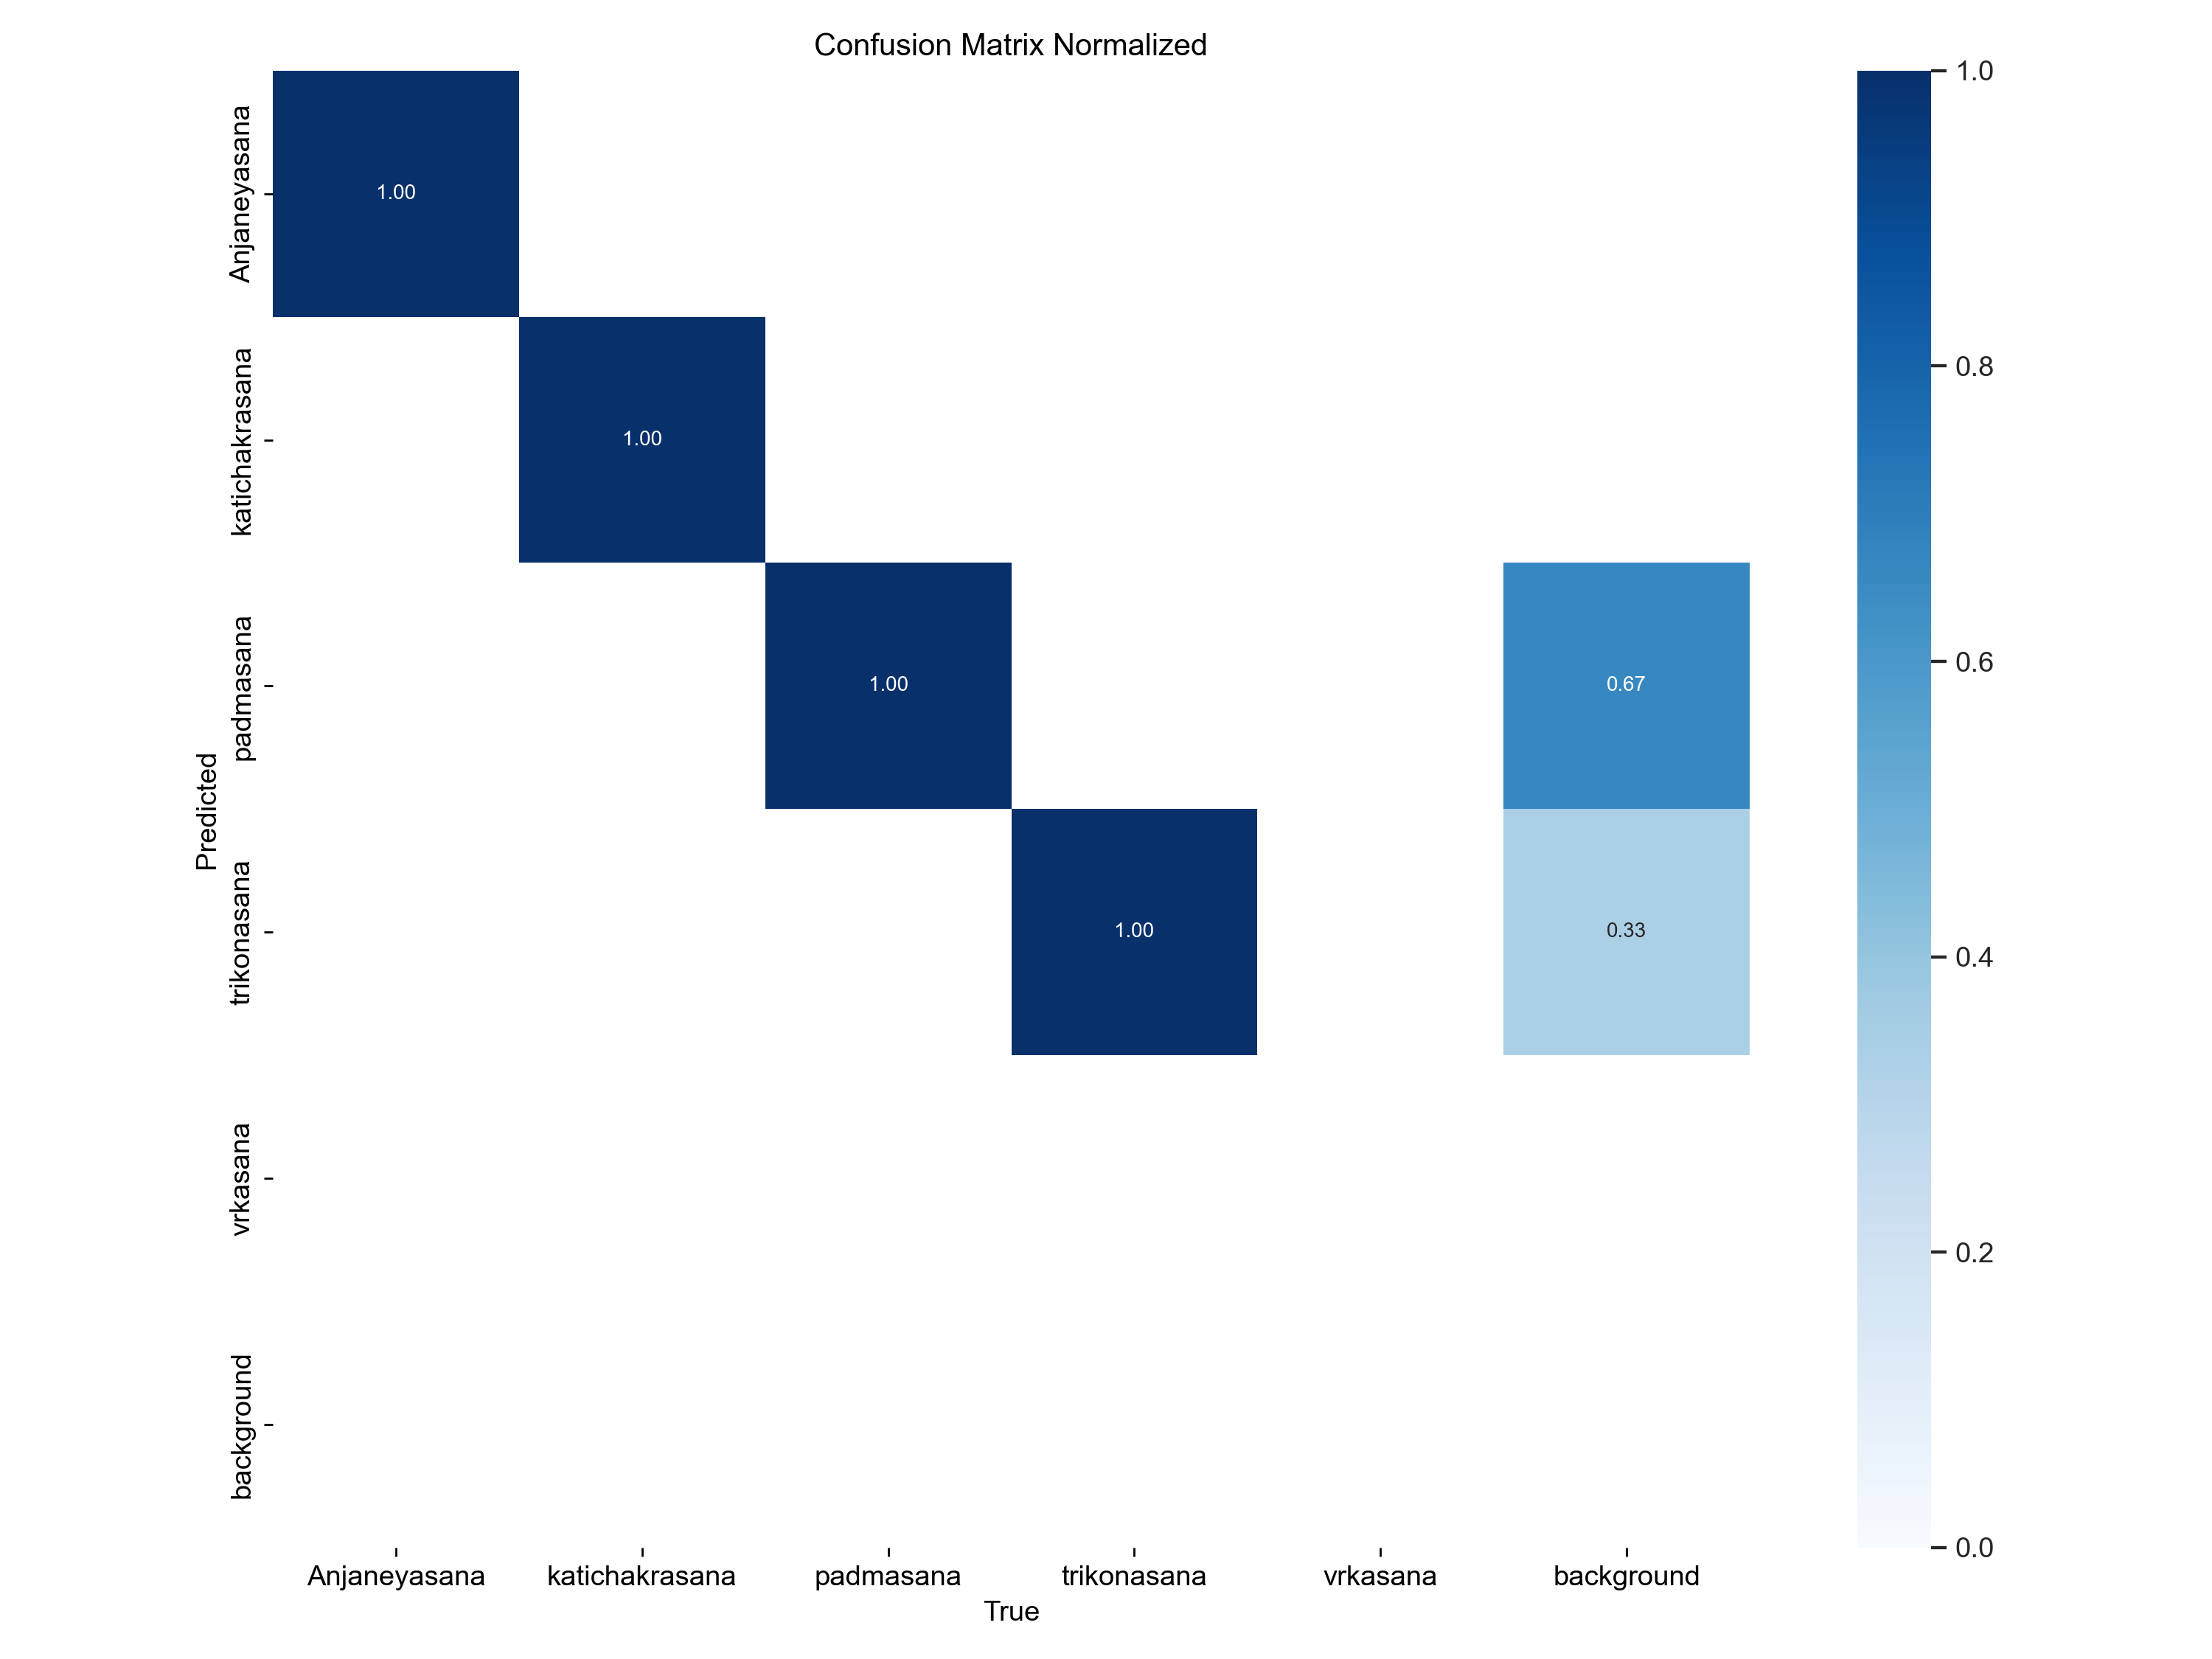 Confusion Matrix Normalized
Predicted
Anjaneyasana
katichakrasana
padmasana
trikonasana
vrkasana
background
1.00
1.00
1.00
0.67
1.00
0.33
Anjaneyasana katichakrasana padmasana trikonasana vrkasana background
True
1.0
0.8
0.6
0.4
0.2
0.0